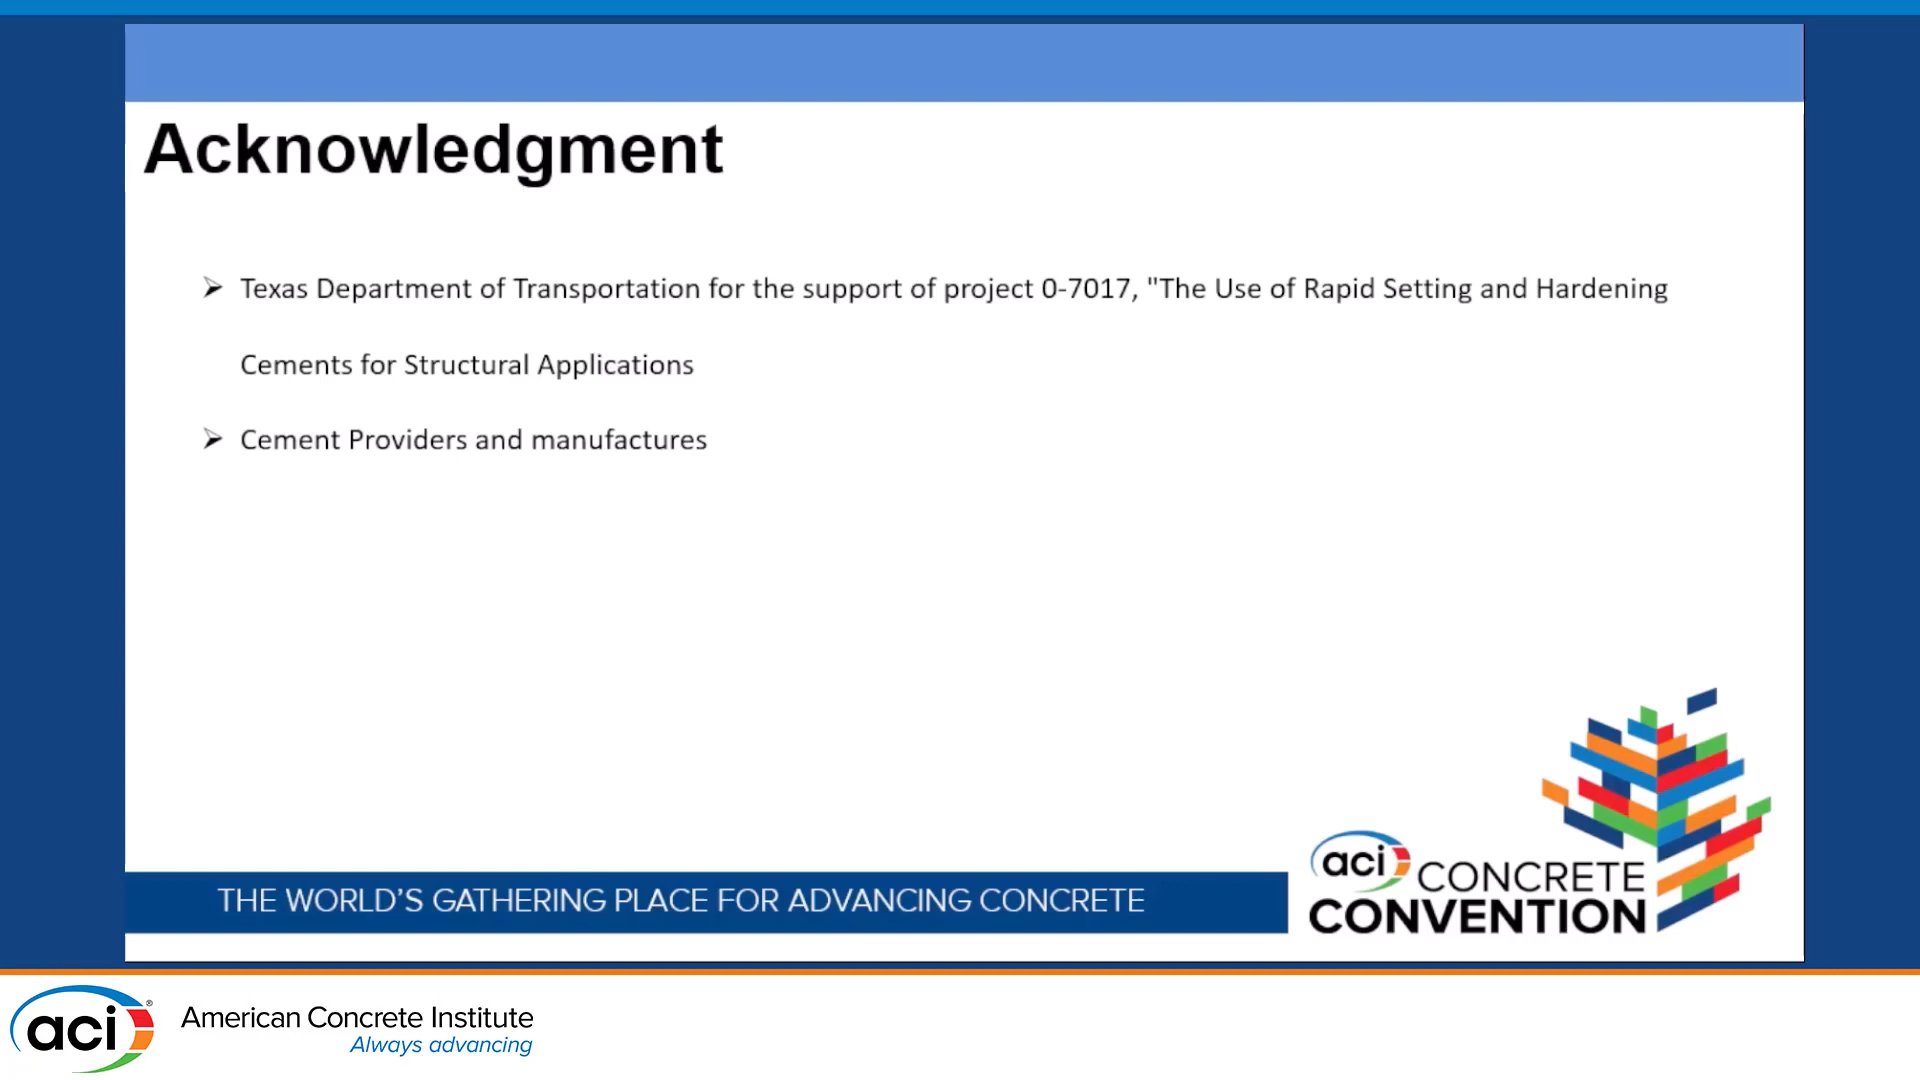 Acknowledgment
➢ Texas Department of Transportation for the support of project 0-7017, "The Use of Rapid Setting and Hardening
Cements for Structural Applications
➢ Cement Providers and manufactures
THE WORLD'S GATHERING PLACE FOR ADVANCING CONCRETE
aci CONCRETE
CONVENTION
aci® American Concrete Institute
Always advancing